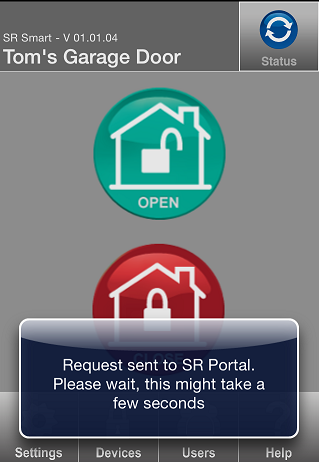 SR Smart - V 01.01.04
Tom's Garage Door
Status
OPEN
CLOSE
Request sent to SR Portal.
Please wait, this might take a
few seconds
Settings
Devices
Users
Help